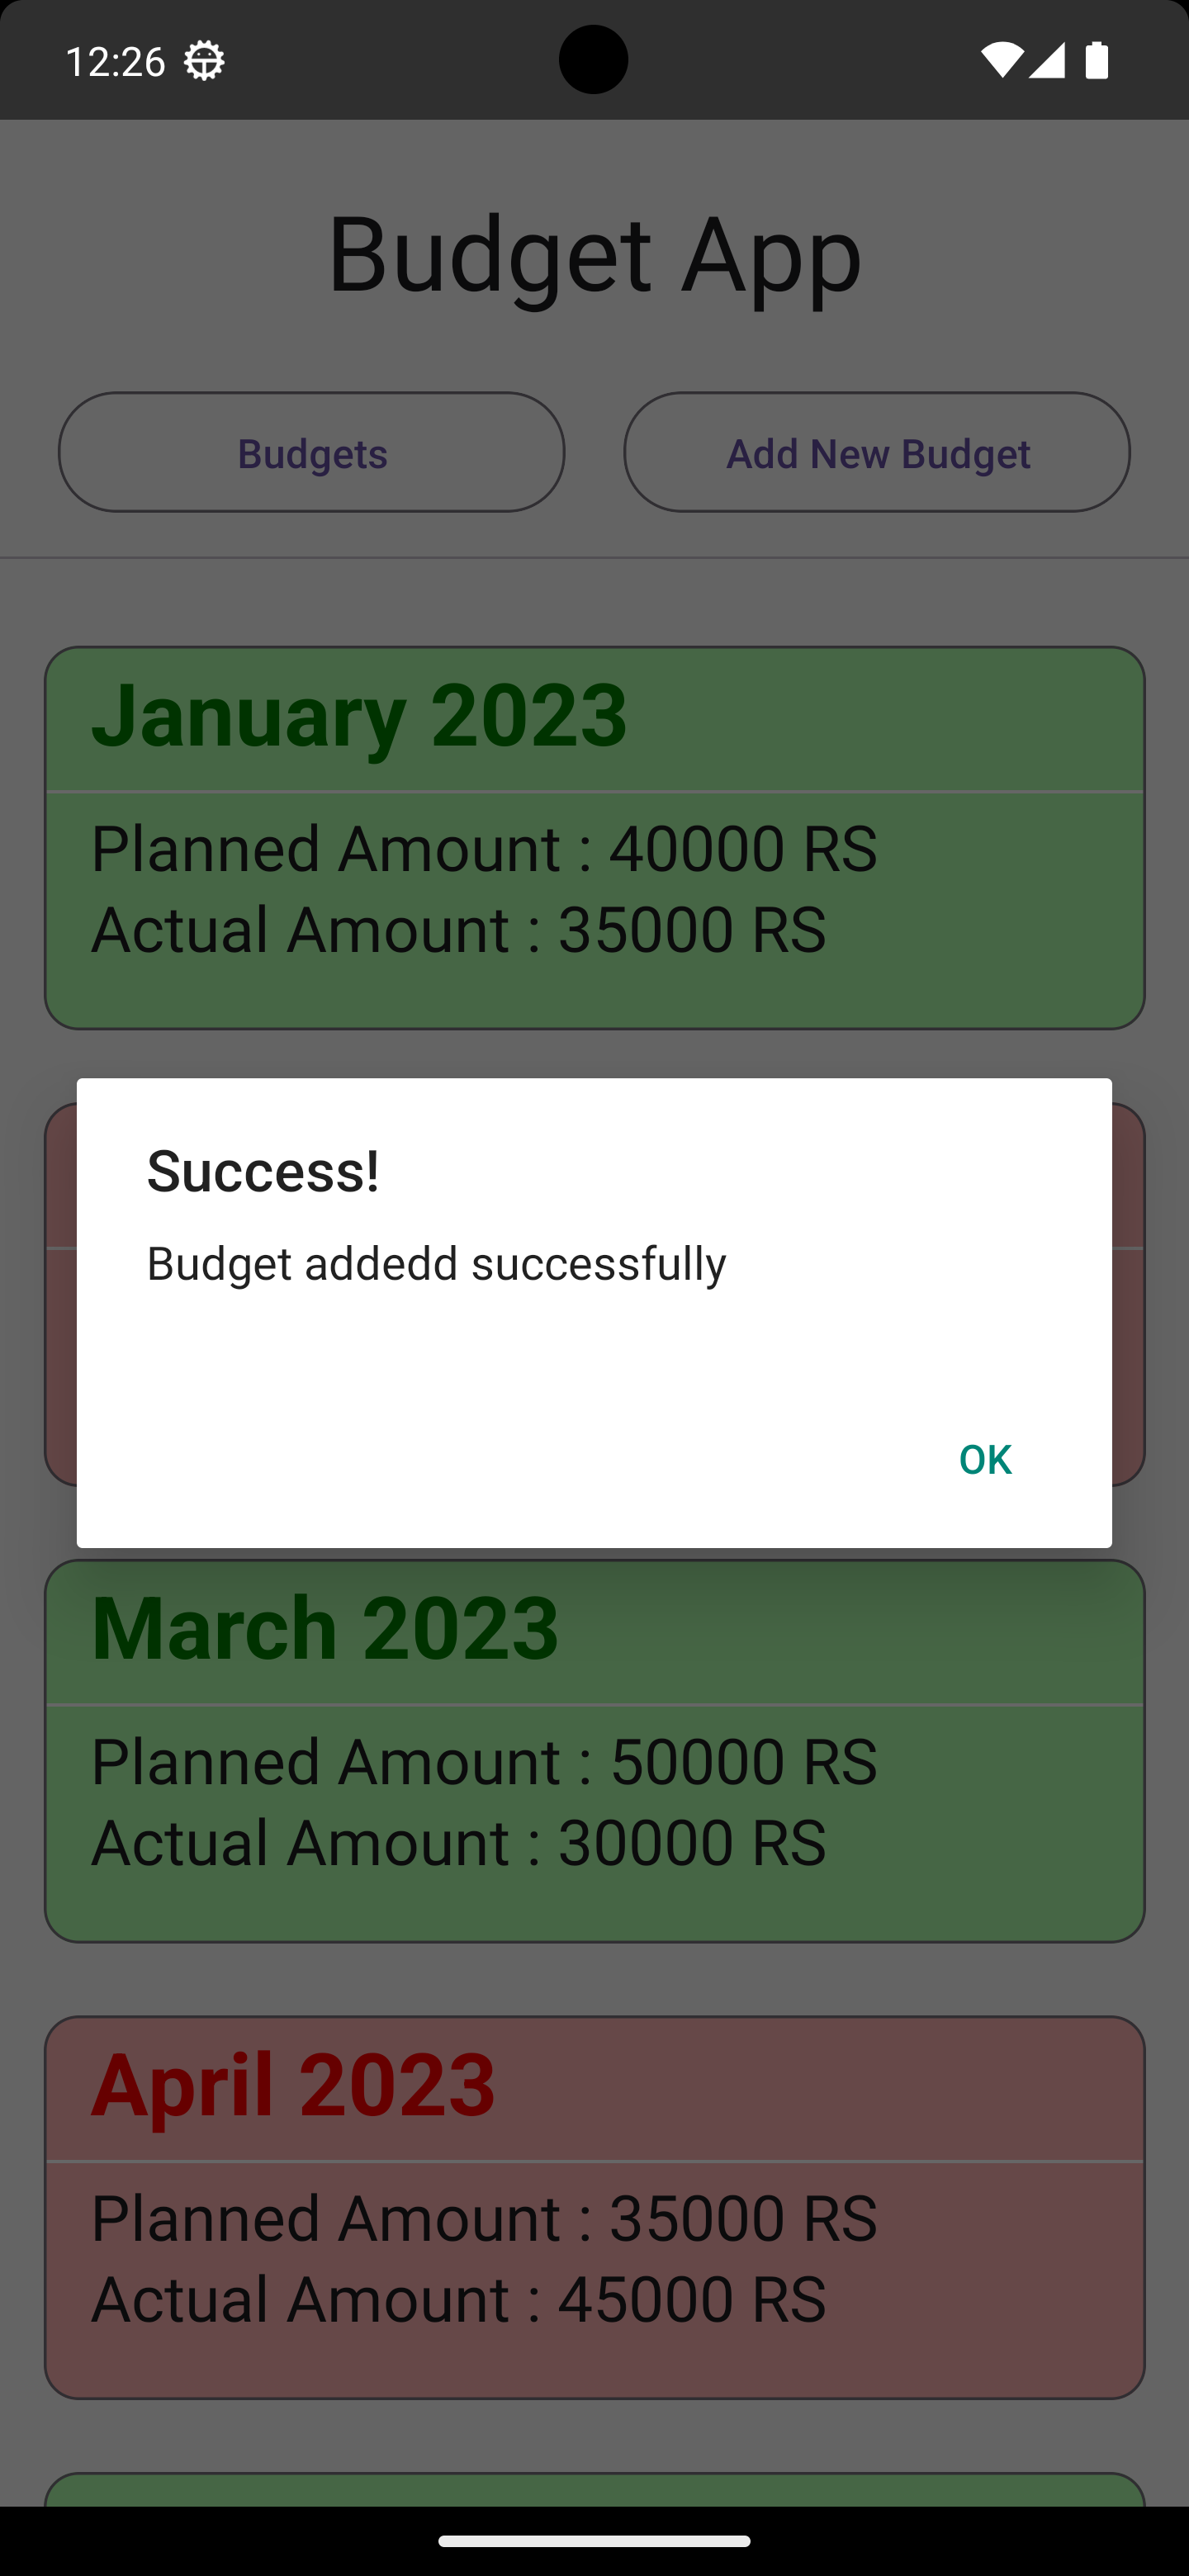 12:26
Budget App
Budgets
Add New Budget
January 2023
Planned Amount : 40000 RS
Actual Amount : 35000 RS
Success!
Budget addedd successfully
OK
March 2023
Planned Amount : 50000 RS
Actual Amount : 30000 RS
April 2023
Planned Amount : 35000 RS
Actual Amount : 45000 RS